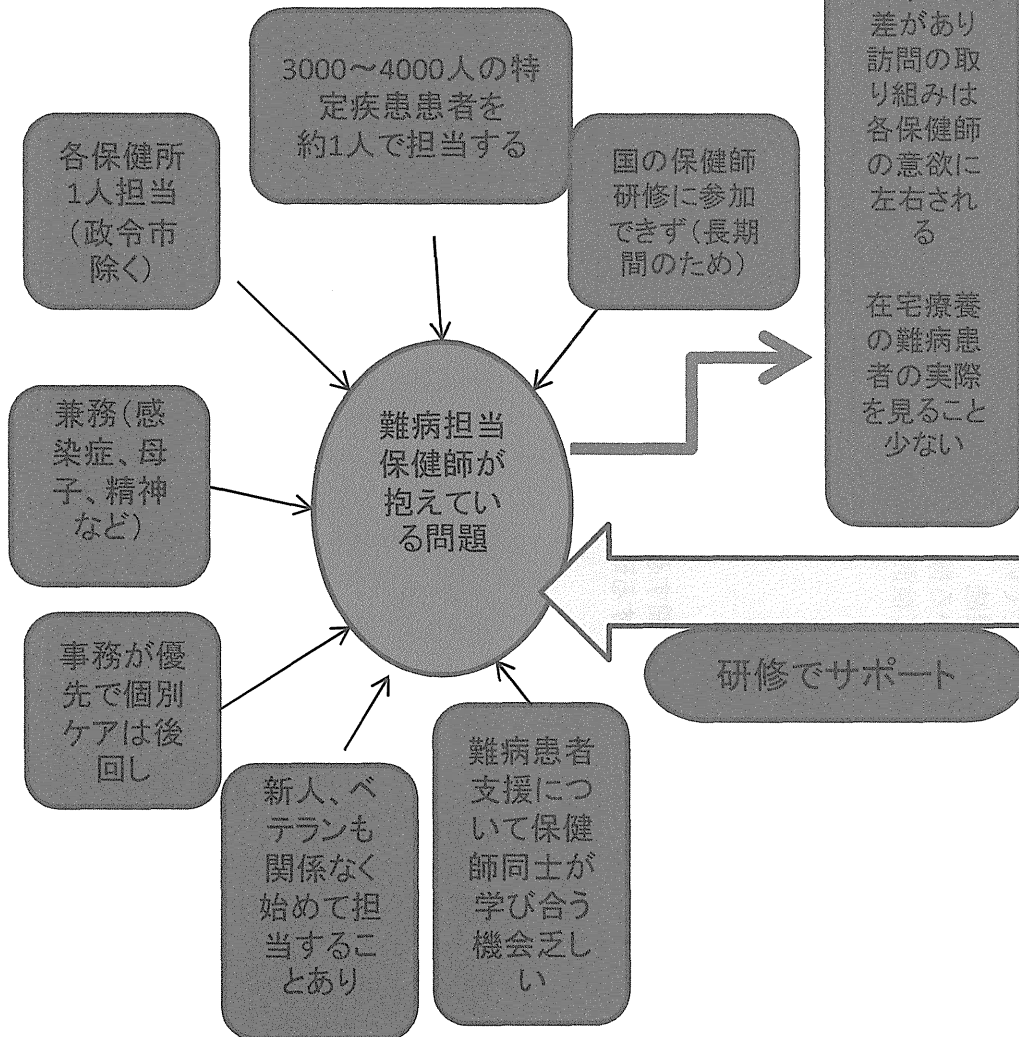 3000～4000人の特
定疾患患者を
約1人で担当する
各保健所
1人担当
(政令市
除く)
国の保健師
研修に参加
できず(長期
間のため)
差があり
訪問の取
り組みは
各保健師
の意欲に
左右され
る
在宅療養
の難病患
者の実際
を見ること
少ない
兼務(感
染症、母
子、精神
など)
難病担当
保健師が
抱えてい
る問題
事務が優
先で個別
ケアは後
回し
研修でサポート
新人、ベ
テランも
関係なく
始めて担
当するこ
とあり
難病患者
支援につ
いて保健
師同士が
学び合う
機会乏し
い